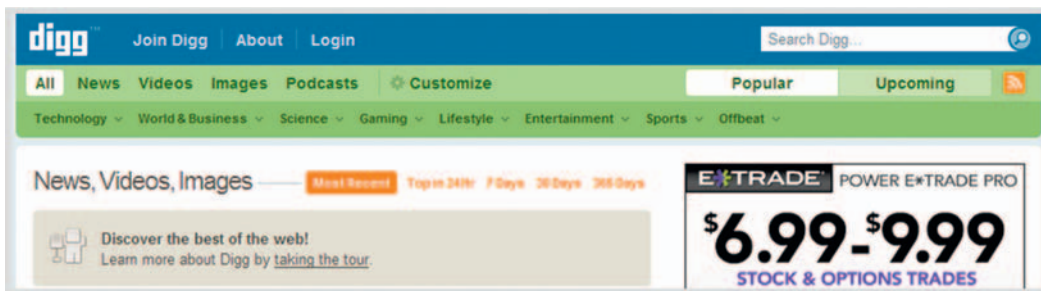 digg™ Join Digg About Login Search Digg...
All News Videos Images Podcasts Customize Popular Upcoming
Technology World & Business Science Gaming Lifestyle Entertainment Sports Offbeat
News, Videos, Images Most Recent Top in 24 Hr 7 Days 30 Days 365 Days
Discover the best of the web!
Learn more about Digg by taking the tour.
E*TRADE POWER E*TRADE PRO
$6.99-$9.99
STOCK & OPTIONS TRADES